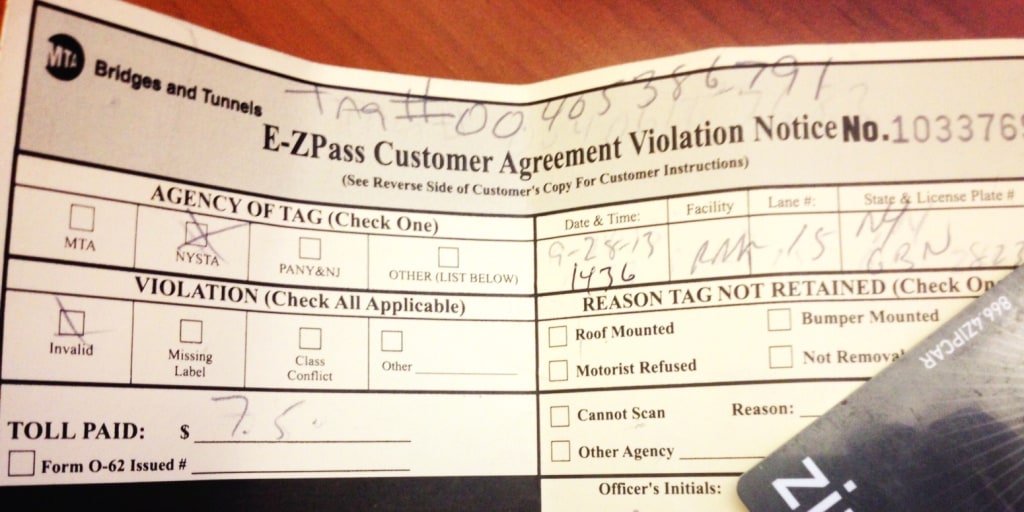 MTA
Bridges and Tunnels
Tag# 00405386791
E-ZPass Customer Agreement Violation Notice No. 1033768
(See Reverse Side of Customer's Copy For Customer Instructions)
AGENCY OF TAG (Check One)
MTA
NYSTA
PANY&NJ
OTHER (LIST BELOW)
VIOLATION (Check All Applicable)
Invalid
Missing Label
Class Conflict
Other
TOLL PAID: $ 7.5
Form O-62 Issued #
Date & Time:
Facility
Lane #:
State & License Plate #
9-28-13
1436
15
NY
REASON TAG NOT RETAINED (Check On
Roof Mounted
Bumper Mounted
Motorist Refused
Not Removal
Cannot Scan
Reason:
Other Agency
Officer's Initials:
866.4ZIPCAR
zi